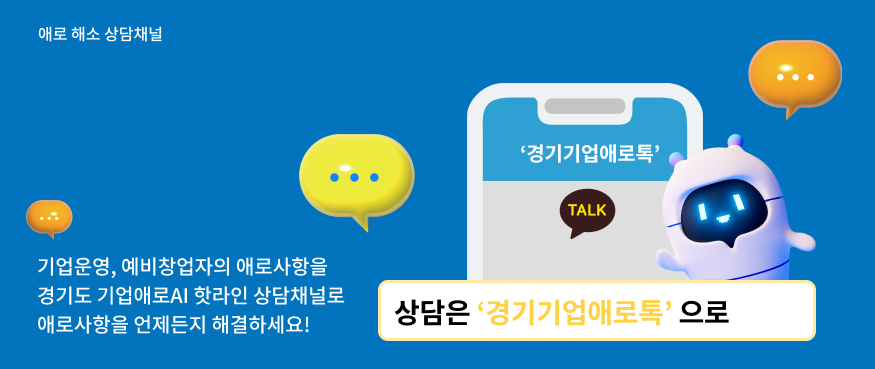 애로 해소 상담채널
기업운영, 예비창업자의 애로사항을
경기도 기업애로AI 핫라인 상담채널로
애로사항을 언제든지 해결하세요!
‘경기기업애로톡’
TALK
상담은 ‘경기기업애로톡’ 으로